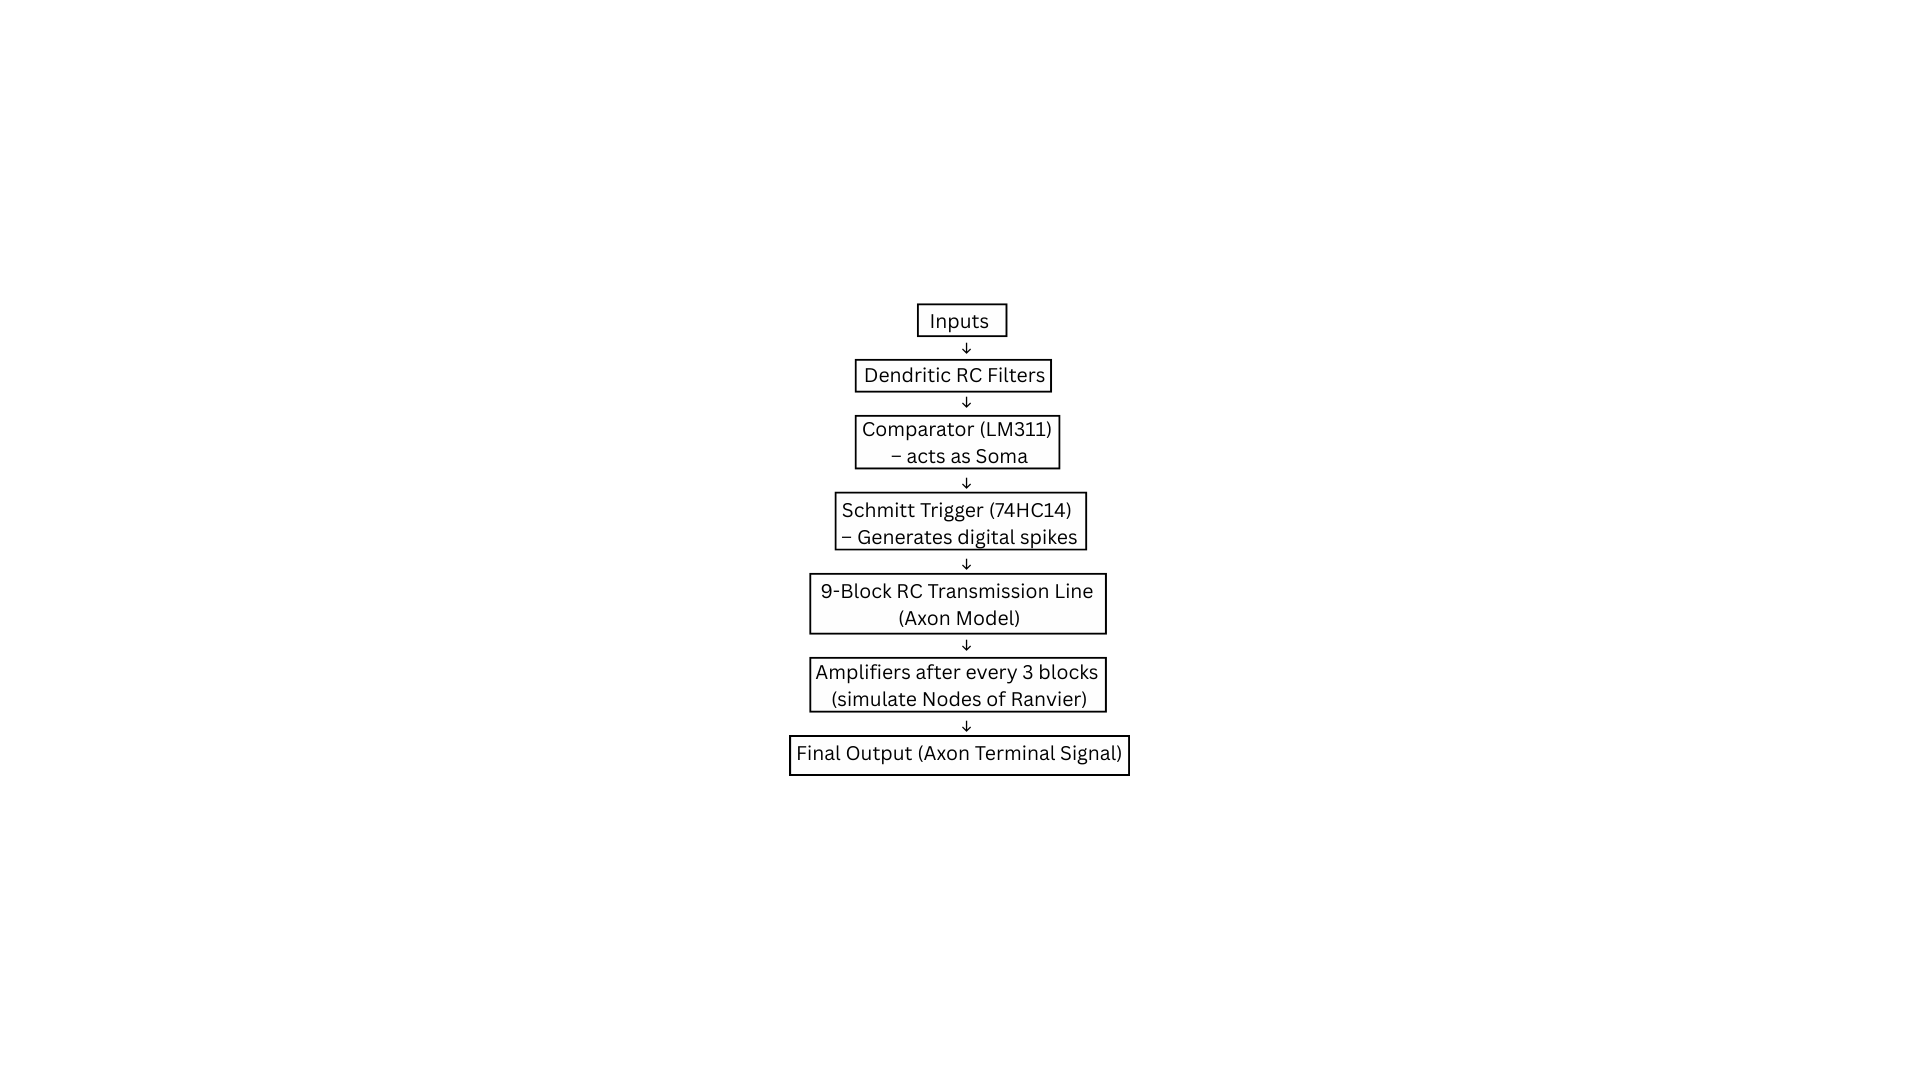 Inputs
↓
Dendritic RC Filters
↓
Comparator (LM311)
– acts as Soma
↓
Schmitt Trigger (74HC14)
– Generates digital spikes
↓
9-Block RC Transmission Line
(Axon Model)
↓
Amplifiers after every 3 blocks
(simulate Nodes of Ranvier)
↓
Final Output (Axon Terminal Signal)